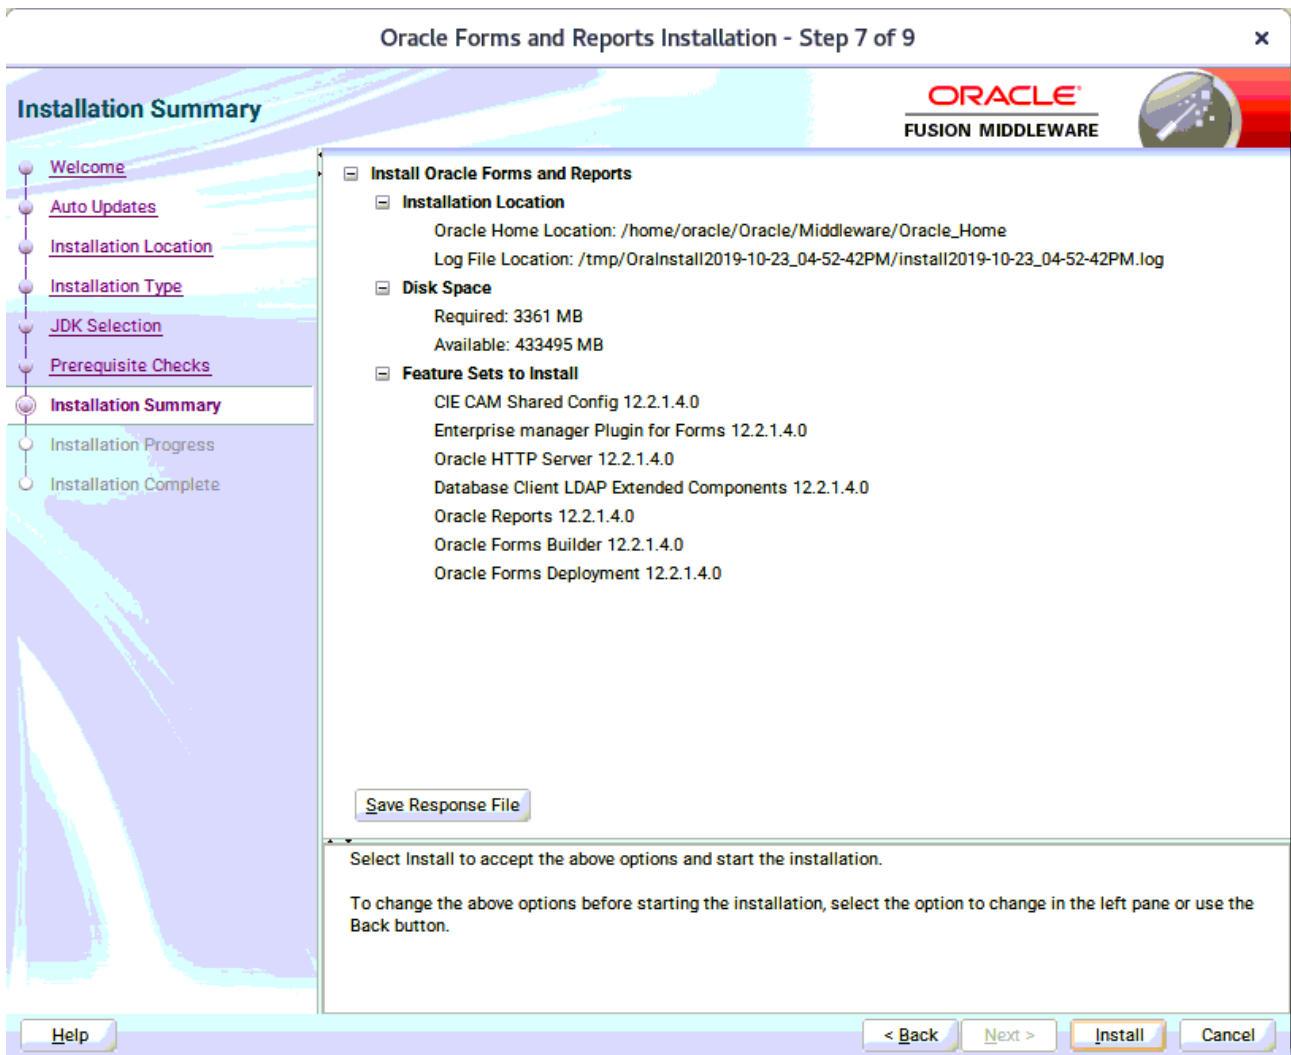 Oracle Forms and Reports Installation - Step 7 of 9
Installation Summary
ORACLE
FUSION MIDDLEWARE
Welcome
Auto Updates
Installation Location
Installation Type
JDK Selection
Prerequisite Checks
Installation Summary
Installation Progress
Installation Complete
Install Oracle Forms and Reports
Installation Location
Oracle Home Location: /home/oracle/Oracle/Middleware/Oracle_Home
Log File Location: /tmp/OraInstall2019-10-23_04-52-42PM/install2019-10-23_04-52-42PM.log
Disk Space
Required: 3361 MB
Available: 433495 MB
Feature Sets to Install
CIE CAM Shared Config 12.2.1.4.0
Enterprise manager Plugin for Forms 12.2.1.4.0
Oracle HTTP Server 12.2.1.4.0
Database Client LDAP Extended Components 12.2.1.4.0
Oracle Reports 12.2.1.4.0
Oracle Forms Builder 12.2.1.4.0
Oracle Forms Deployment 12.2.1.4.0
Save Response File
Select Install to accept the above options and start the installation.
To change the above options before starting the installation, select the option to change in the left pane or use the
Back button.
Help
< Back
Next >
Install
Cancel